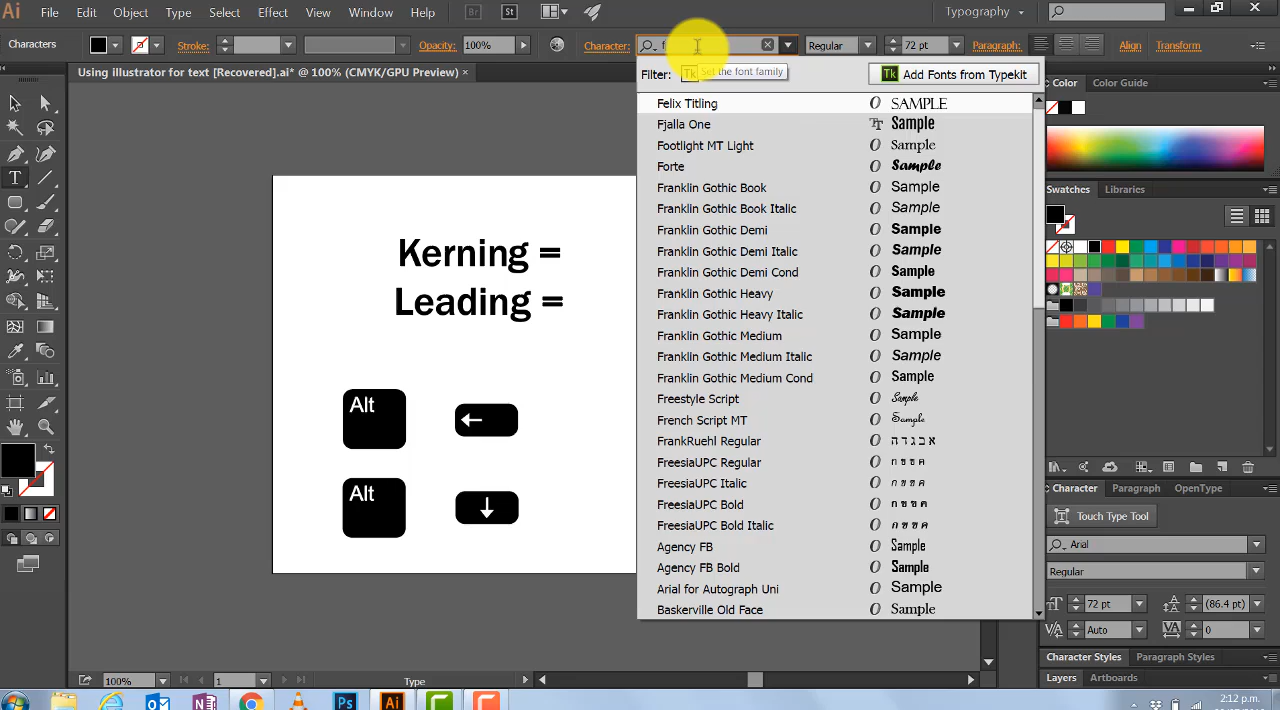 Ai File Edit Object Type Select Effect View Window Help Br St Typography
Characters Stroke: Opacity: 100% Character: f Regular 72 pt Paragraph: Align Transform
Using illustrator for text [Recovered].ai* @ 100% (CMYK/GPU Preview) ×
Filter: Tk Set the font family Tk Add Fonts from Typekit
Felix Titling O SAMPLE
Fjalla One TT Sample
Footlight MT Light O Sample
Forte O Sample
Franklin Gothic Book O Sample
Franklin Gothic Book Italic O Sample
Franklin Gothic Demi O Sample
Franklin Gothic Demi Italic O Sample
Franklin Gothic Demi Cond O Sample
Franklin Gothic Heavy O Sample
Franklin Gothic Heavy Italic O Sample
Franklin Gothic Medium O Sample
Franklin Gothic Medium Italic O Sample
Franklin Gothic Medium Cond O Sample
Freestyle Script O Sample
French Script MT O Sample
FrankRuehl Regular O אבגדה
FreesiaUPC Regular O
FreesiaUPC Italic O
FreesiaUPC Bold O
FreesiaUPC Bold Italic O
Agency FB O Sample
Agency FB Bold O Sample
Arial for Autograph Uni O Sample
Baskerville Old Face O Sample
Kerning =
Leading =
Alt ←
Alt ↓
Color Color Guide
Swatches Libraries
Character Paragraph OpenType
Touch Type Tool
Arial
Regular
72 pt (86.4 pt)
Auto 0
Character Styles Paragraph Styles
Layers Artboards
100% 1 Type
Ps Ai
2:12 p.m.